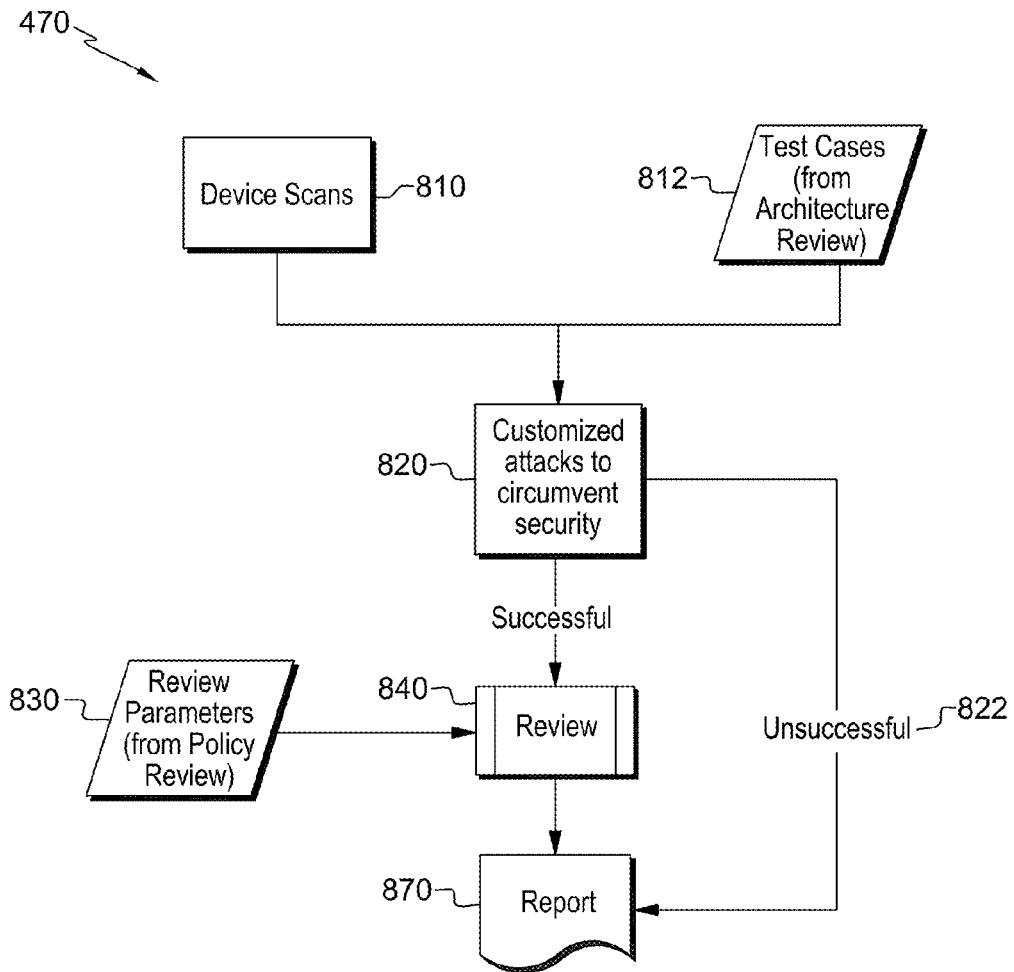 470
Device Scans
810
812
Test Cases
(from
Architecture
Review)
820
Customized
attacks to
circumvent
security
Successful
830
Review
Parameters
(from Policy
Review)
840
Review
Unsuccessful
822
870
Report